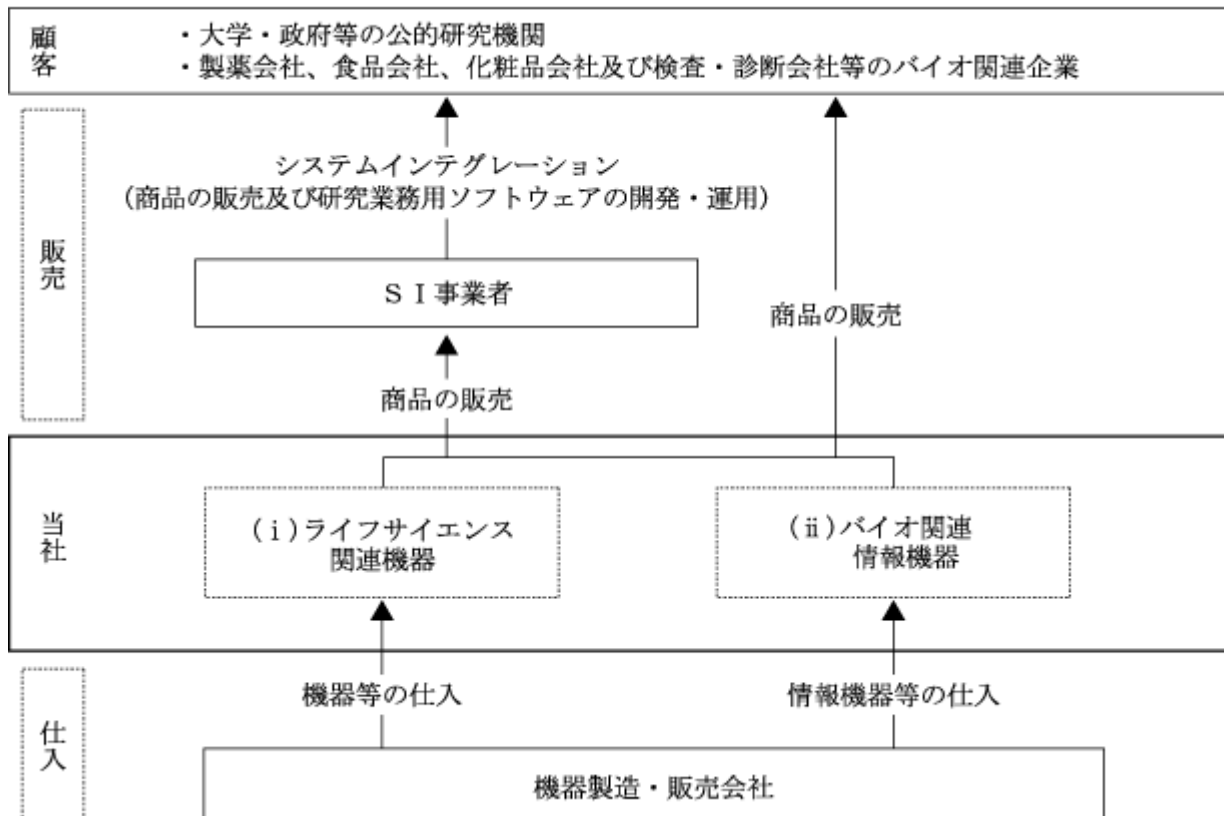 顧客
・大学・政府等の公的研究機関
・製薬会社、食品会社、化粧品会社及び検査・診断会社等のバイオ関連企業
販売
システムインテグレーション
(商品の販売及び研究業務用ソフトウェアの開発・運用)
ＳＩ事業者
商品の販売
商品の販売
当社
(ⅰ)ライフサイエンス
関連機器
(ⅱ)バイオ関連
情報機器
仕入
機器等の仕入
情報機器等の仕入
機器製造・販売会社